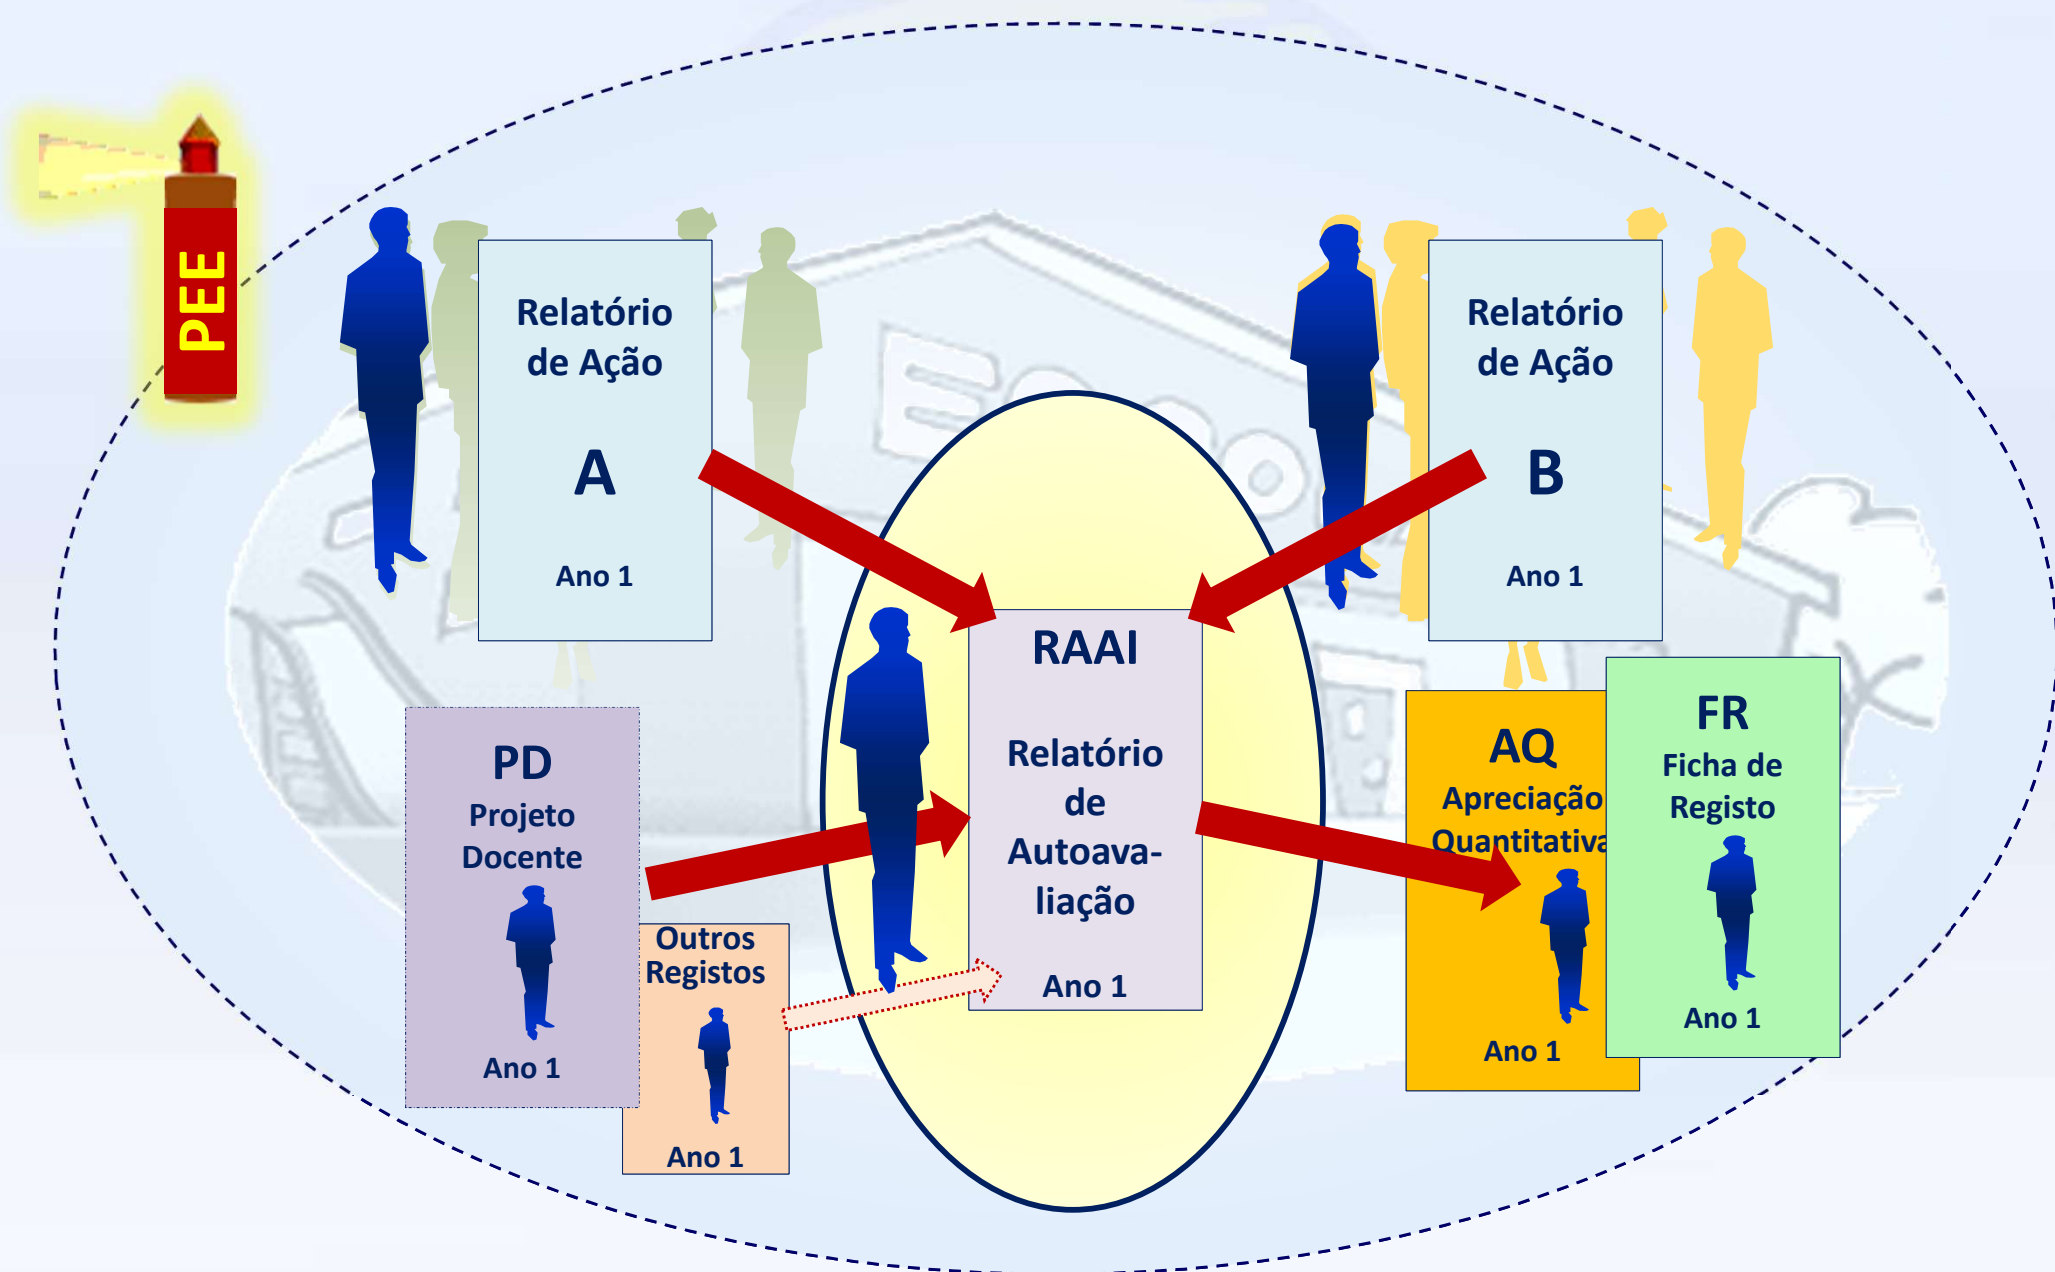 PEE
Relatório
de Ação
A
Ano 1
Relatório
de Ação
B
Ano 1
RAAI
Relatório
de
Autoava-
liação
Ano 1
PD
Projeto
Docente
Ano 1
Outros
Registos
Ano 1
AQ
Apreciação
Quantitativa
Ano 1
FR
Ficha de
Registo
Ano 1